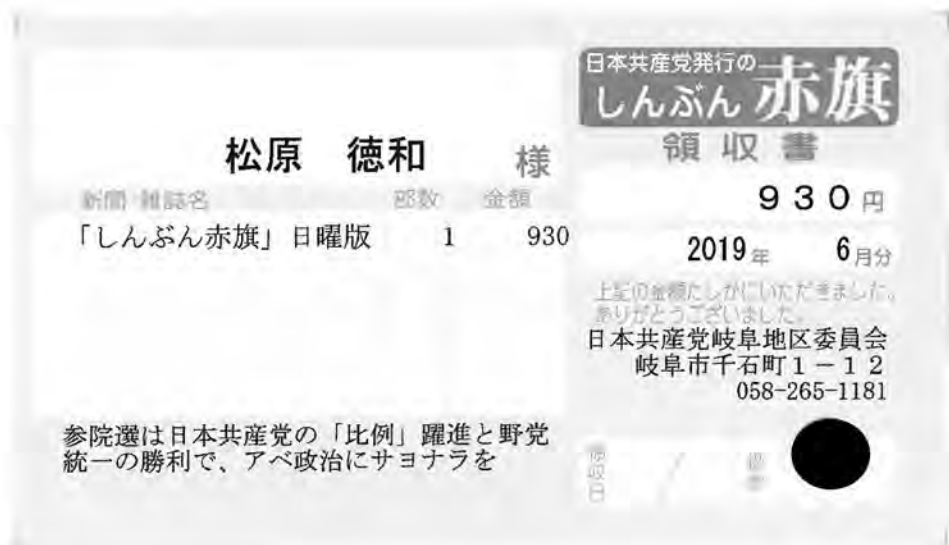 松原 徳和 様
新聞・雑誌名 部数 金額
「しんぶん赤旗」日曜版 1 930
参院選は日本共産党の「比例」躍進と野党
統一の勝利で、アベ政治にサヨナラを
日本共産党発行の
しんぶん 赤旗
領収書
930円
2019年 6月分
上記の金額たしかにいただきました。
ありがとうございました。
日本共産党岐阜地区委員会
岐阜市千石町1-12
058-265-1181
領収日 /